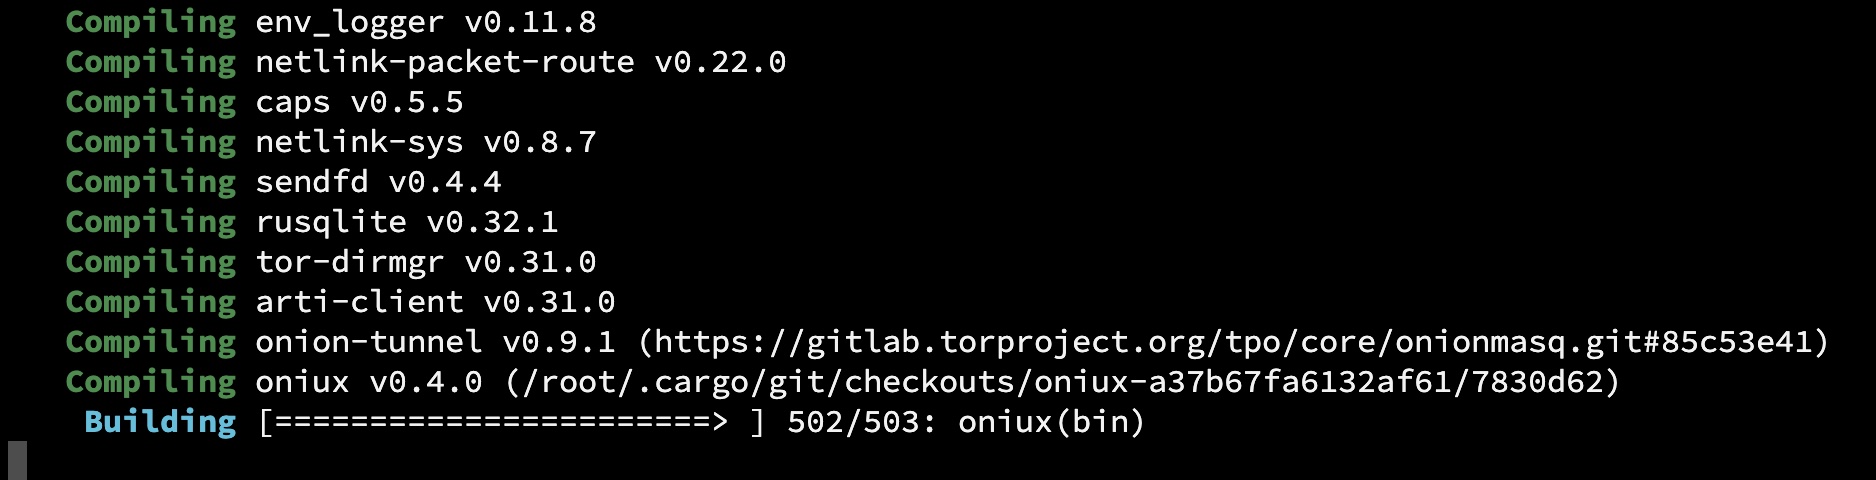 Compiling env_logger v0.11.8
Compiling netlink-packet-route v0.22.0
Compiling caps v0.5.5
Compiling netlink-sys v0.8.7
Compiling sendfd v0.4.4
Compiling rusqlite v0.32.1
Compiling tor-dirmgr v0.31.0
Compiling arti-client v0.31.0
Compiling onion-tunnel v0.9.1 (https://gitlab.torproject.org/tpo/core/onionmasq.git#85c53e41)
Compiling oniux v0.4.0 (/root/.cargo/git/checkouts/oniux-a37b67fa6132af61/7830d62)
Building [=======================> ] 502/503: oniux(bin)